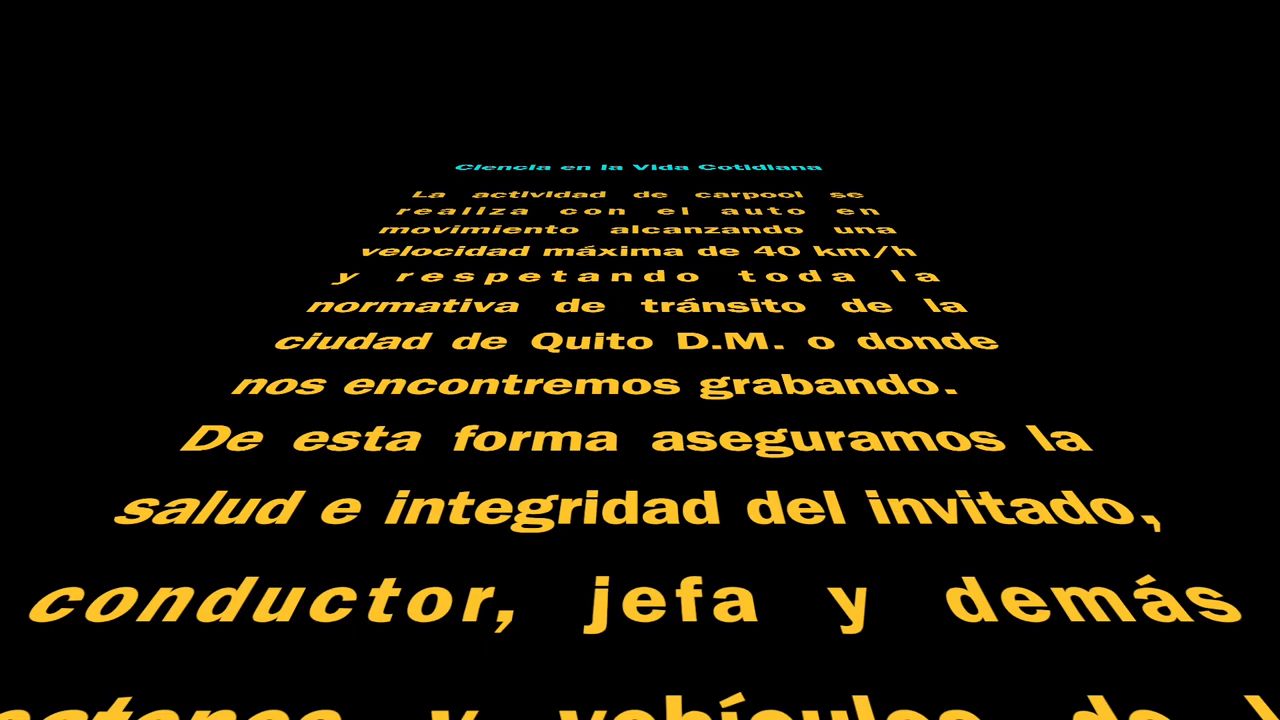 Ciencia en la Vida Cotidiana
La actividad de carpool se
realiza con el auto en
movimiento alcanzando una
velocidad máxima de 40 km/h
y respetando toda la
normativa de tránsito de la
ciudad de Quito D.M. o donde
nos encontremos grabando.
De esta forma aseguramos la
salud e integridad del invitado,
conductor, jefa y demás
y vehículos de